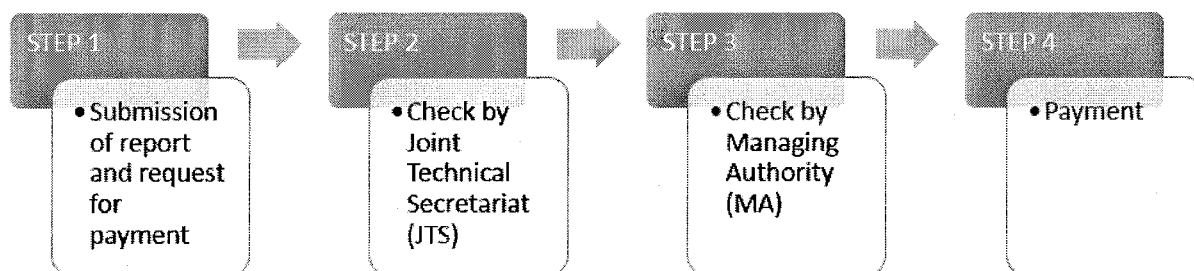 STEP 1
• Submission
of report
and request
for
payment
STEP 2
• Check by
Joint
Technical
Secretariat
(JTS)
STEP 3
• Check by
Managing
Authority
(MA)
STEP 4
• Payment